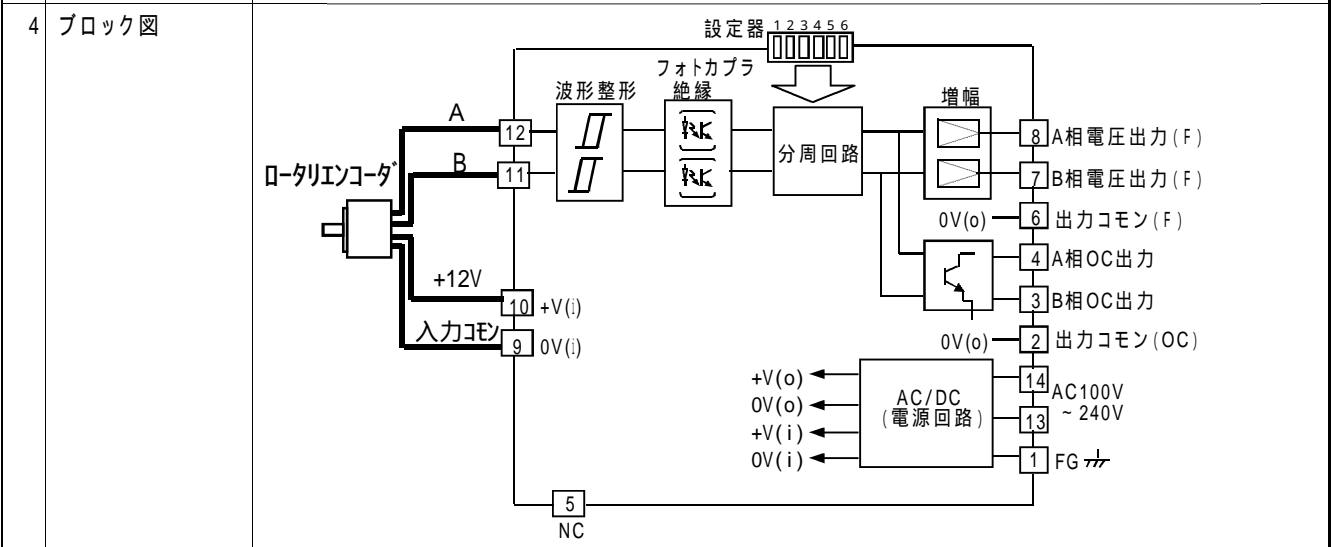 4 ブロック図
設定器 1 2 3 4 5 6
フォトカプラ
絶縁
波形整形
増幅
A
12
B
11
ロータリエンコーダ
分周回路
8 A相電圧出力(F)
7 B相電圧出力(F)
0V(o) 6 出力コモン(F)
4 A相OC出力
3 B相OC出力
0V(o) 2 出力コモン(OC)
+12V
10 +V(i)
入力コモン
9 0V(i)
+V(o)
0V(o)
+V(i)
0V(i)
AC/DC
(電源回路)
14
13
AC100V
~240V
1 FG
5
NC